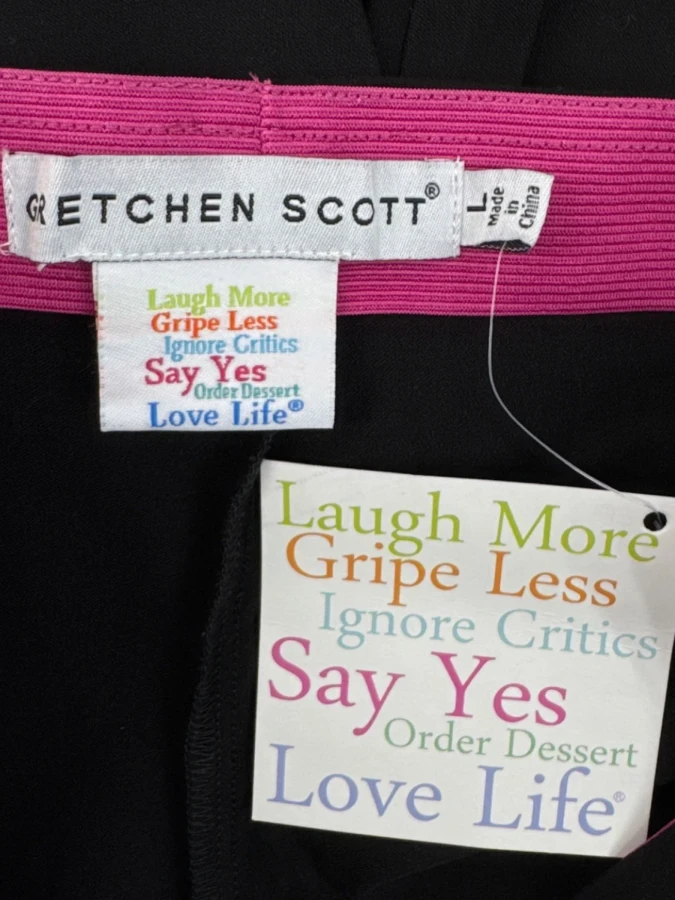 GRETCHEN SCOTT®
L
Made
in
China
Laugh More
Gripe Less
Ignore Critics
Say Yes
Order Dessert
Love Life®
Laugh More
Gripe Less
Ignore Critics
Say Yes
Order Dessert
Love Life®